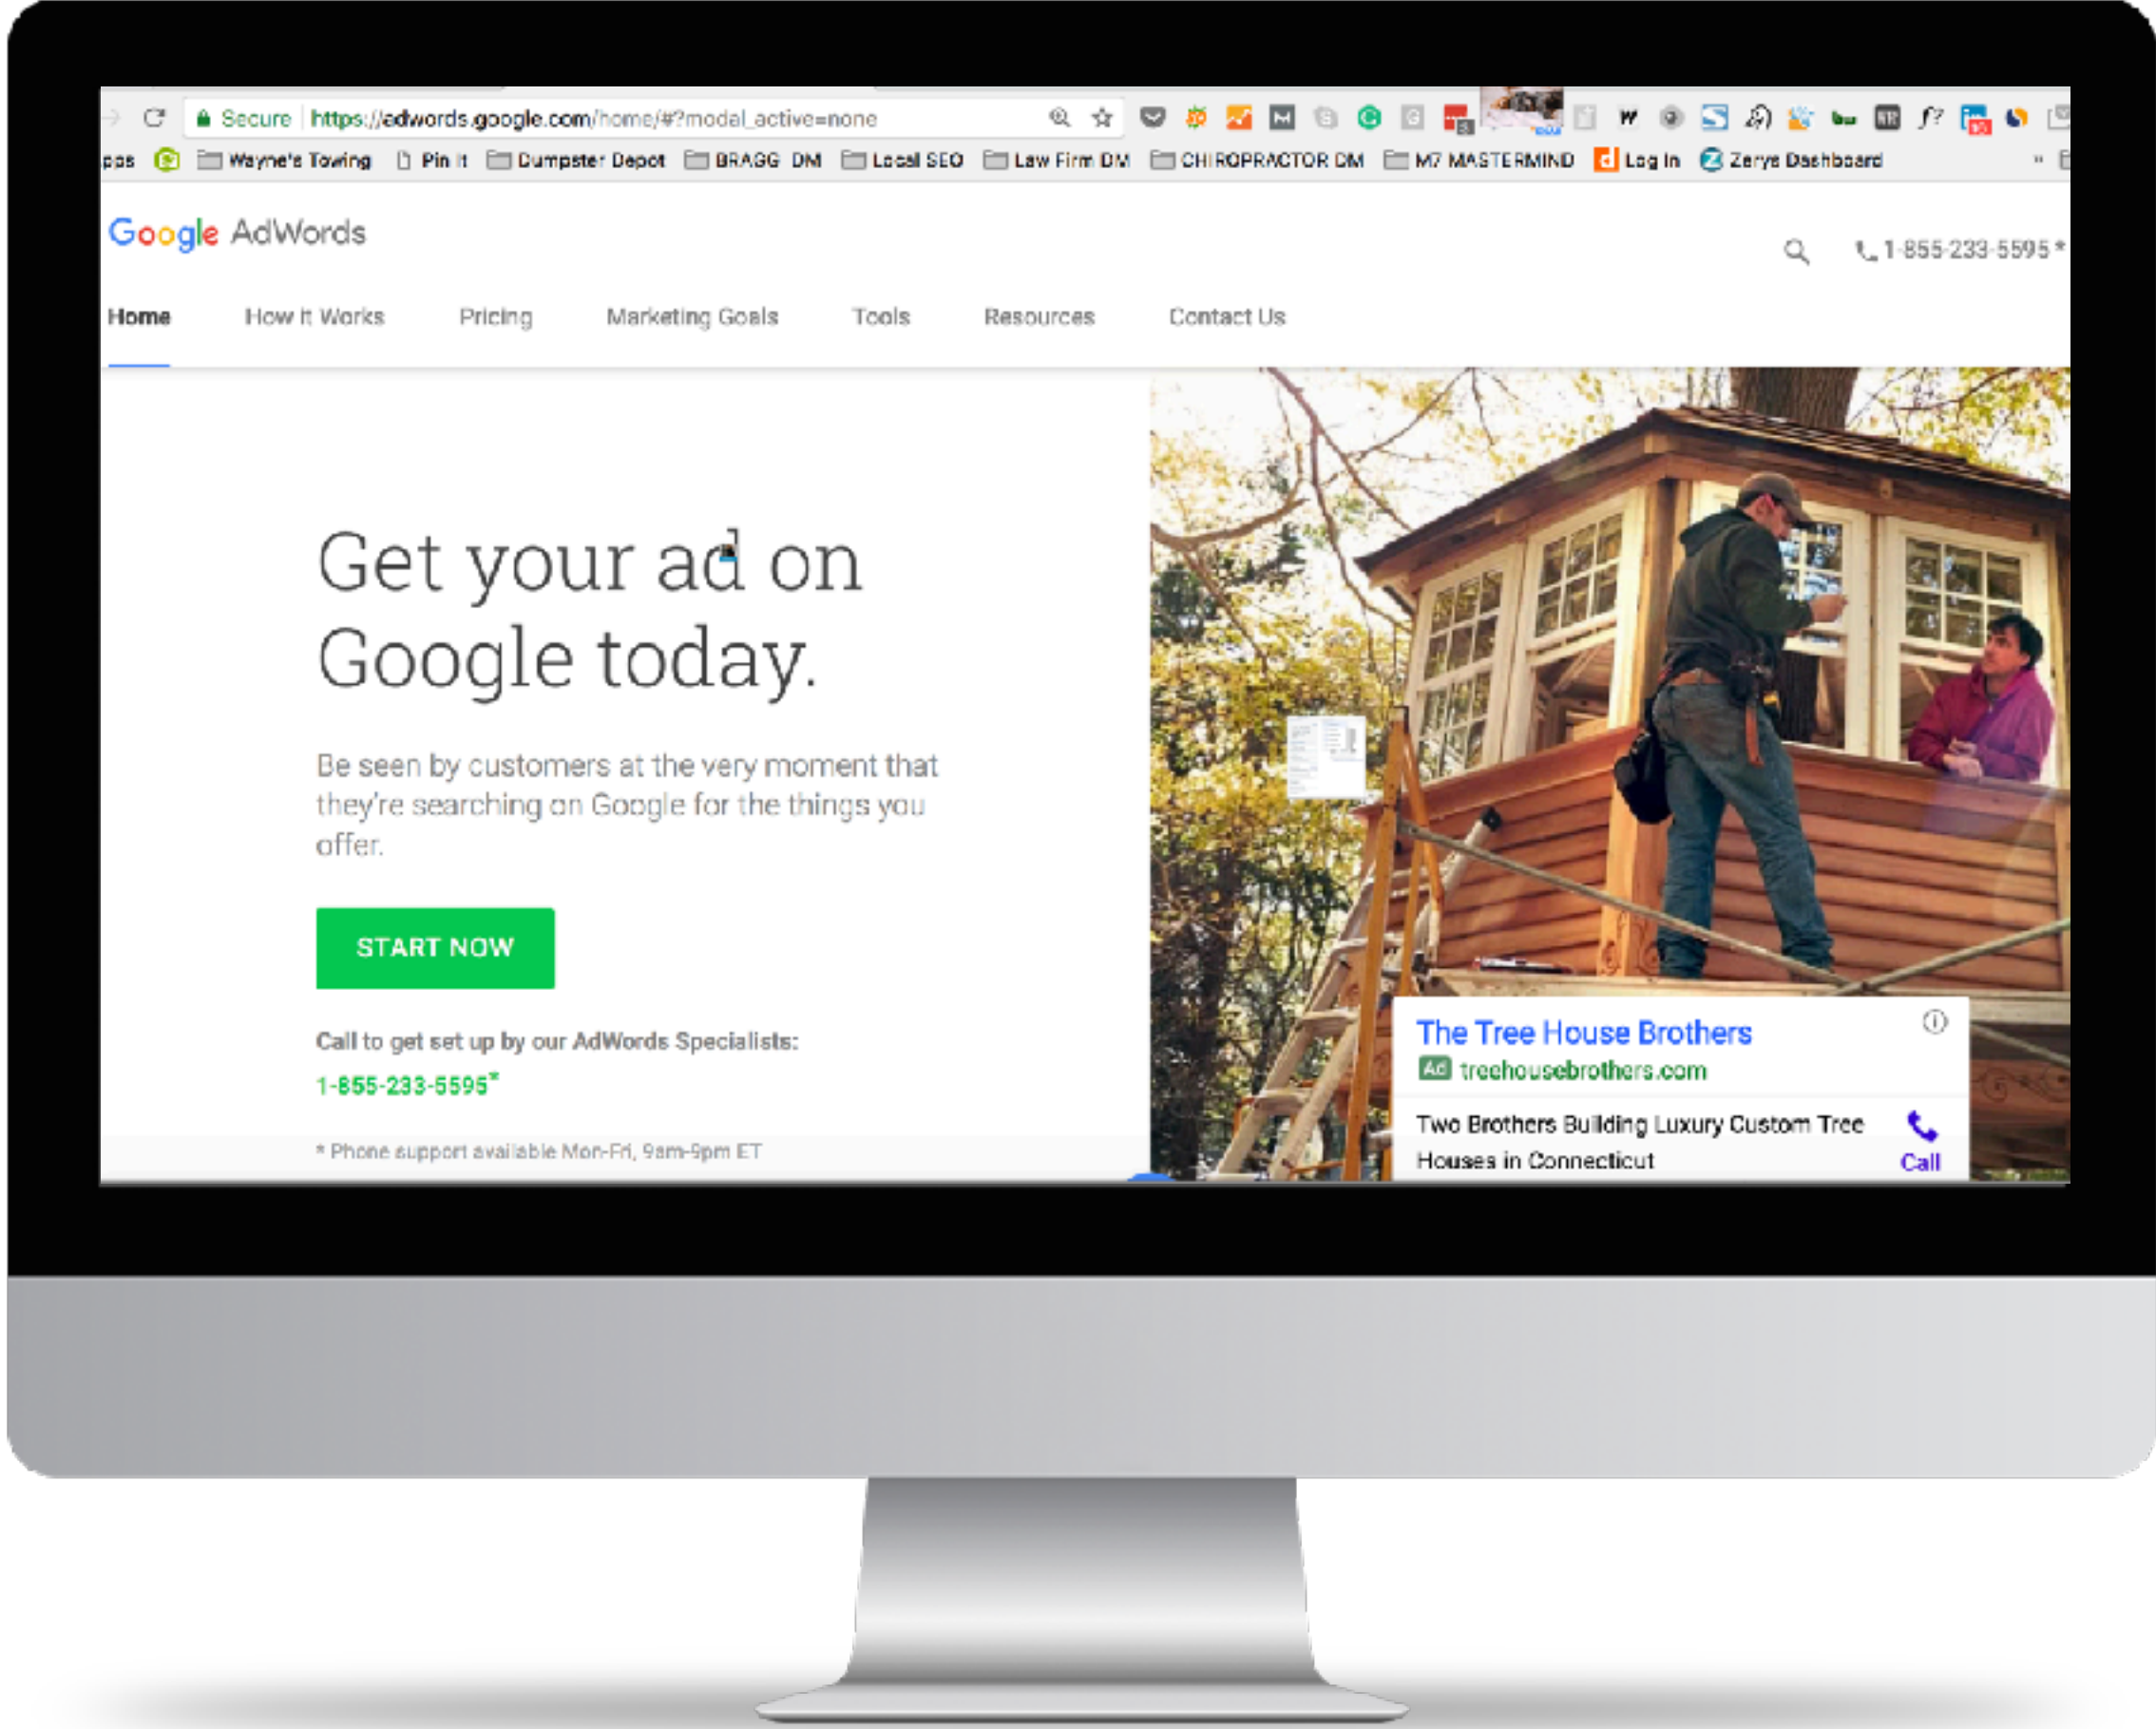 Secure https://adwords.google.com/home/#?modal_active=none
pps Wayne's Towing Pin It Dumpster Depot BRAGG DM Local SEO Law Firm DM CHIROPRACTOR DM M7 MASTERMIND Log In Zerys Dashboard »
Google AdWords
1-855-233-5595 *
Home How it Works Pricing Marketing Goals Tools Resources Contact Us
Get your ad on
Google today.
Be seen by customers at the very moment that
they're searching on Google for the things you
offer.
START NOW
Call to get set up by our AdWords Specialists:
1-855-233-5595*
* Phone support available Mon-Fri, 9am-9pm ET
The Tree House Brothers
Ad treehousebrothers.com
Two Brothers Building Luxury Custom Tree
Houses in Connecticut
Call